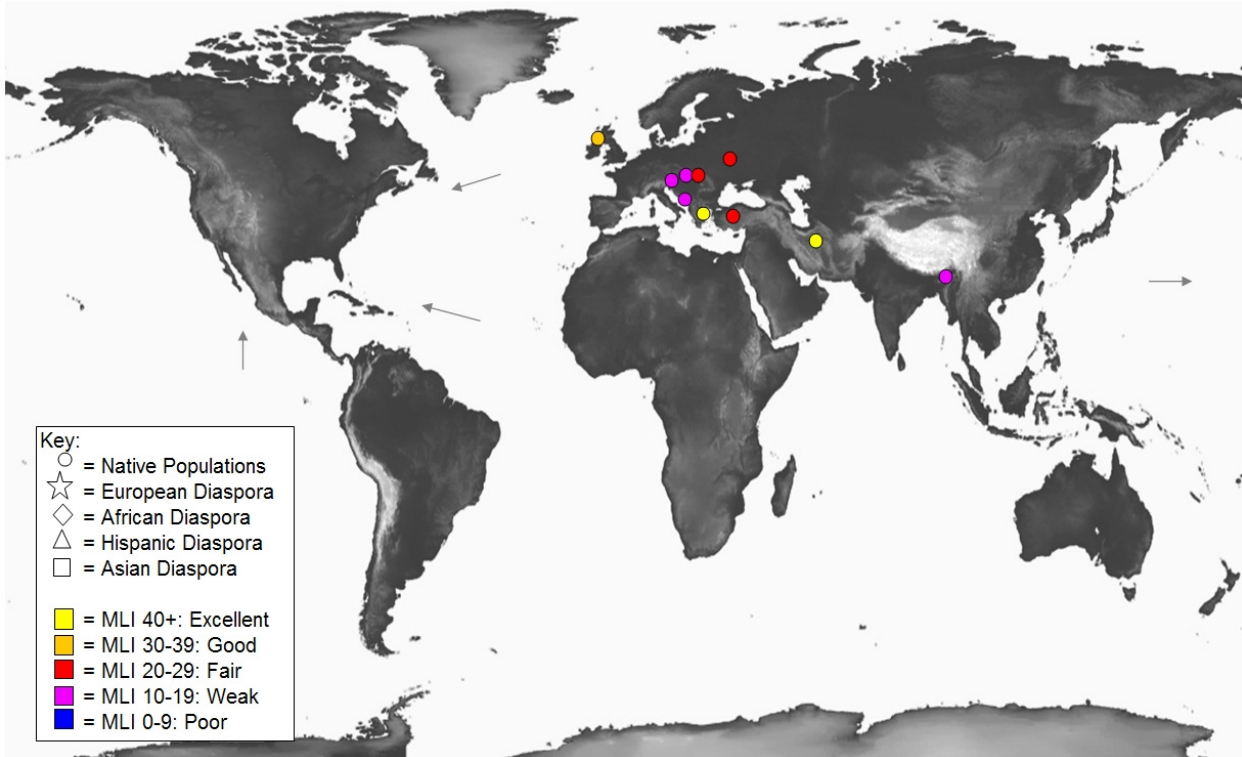 Key:
= Native Populations
= European Diaspora
= African Diaspora
= Hispanic Diaspora
= Asian Diaspora
= MLI 40+: Excellent
= MLI 30-39: Good
= MLI 20-29: Fair
= MLI 10-19: Weak
= MLI 0-9: Poor